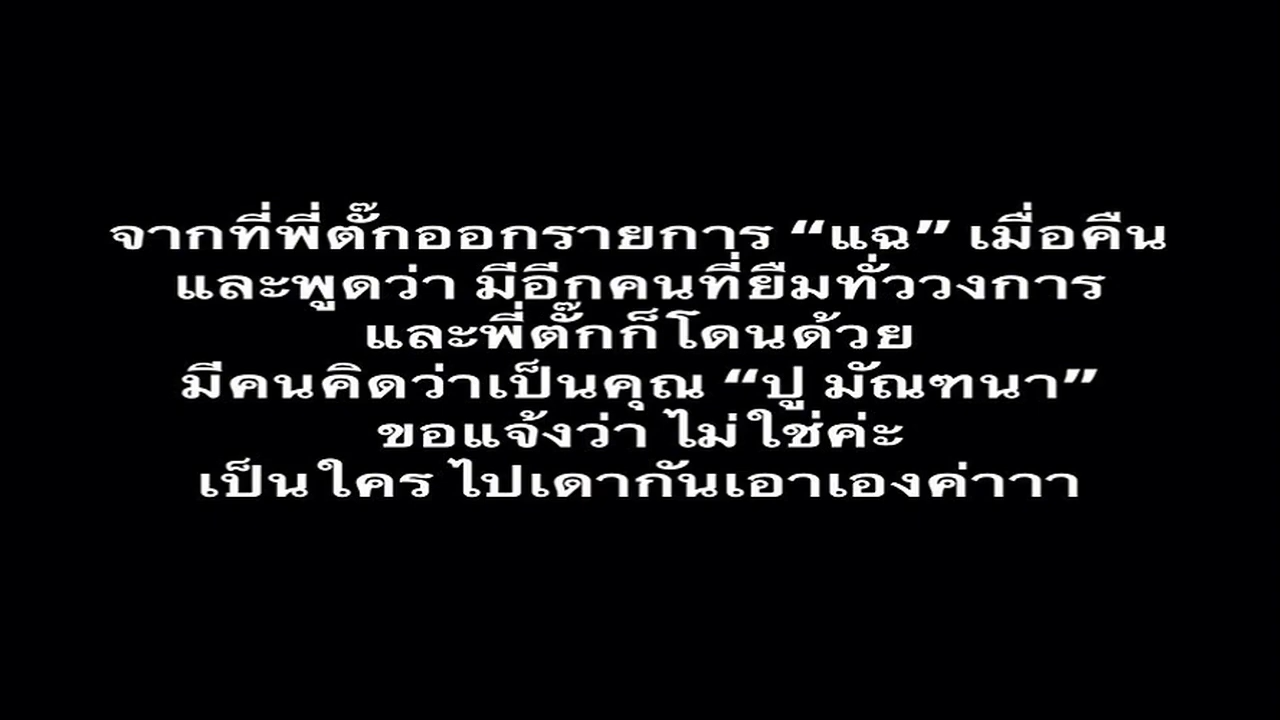 จากที่พี่ตั๊กออกรายการ “แฉ” เมื่อคืน
และพูดว่า มีอีกคนที่ยืมทั่ววงการ
และพี่ตั๊กก็โดนด้วย
มีคนคิดว่าเป็นคุณ “ปู มัณฑนา”
ขอแจ้งว่า ไม่ใช่ค่ะ
เป็นใคร ไปเดากันเอาเองค่าาา